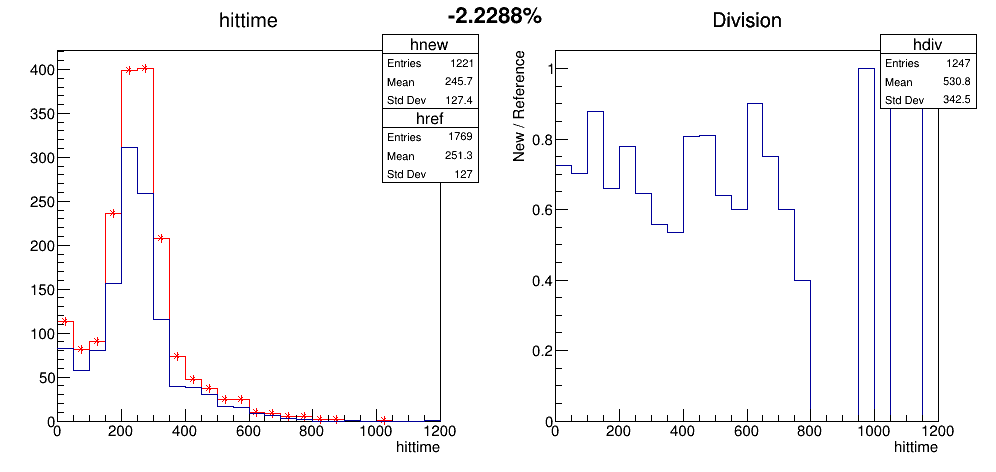 -2.2288%
hittime
hnew
Entries 1221
Mean 245.7
Std Dev 127.4
href
Entries 1769
Mean 251.3
Std Dev 127
400
350
300
250
200
150
100
50
0
0 200 400 600 800 1000 1200
hittime
Division
hdiv
Entries 1247
Mean 530.8
Std Dev 342.5
New / Reference
1
0.8
0.6
0.4
0.2
0
0 200 400 600 800 1000 1200
hittime